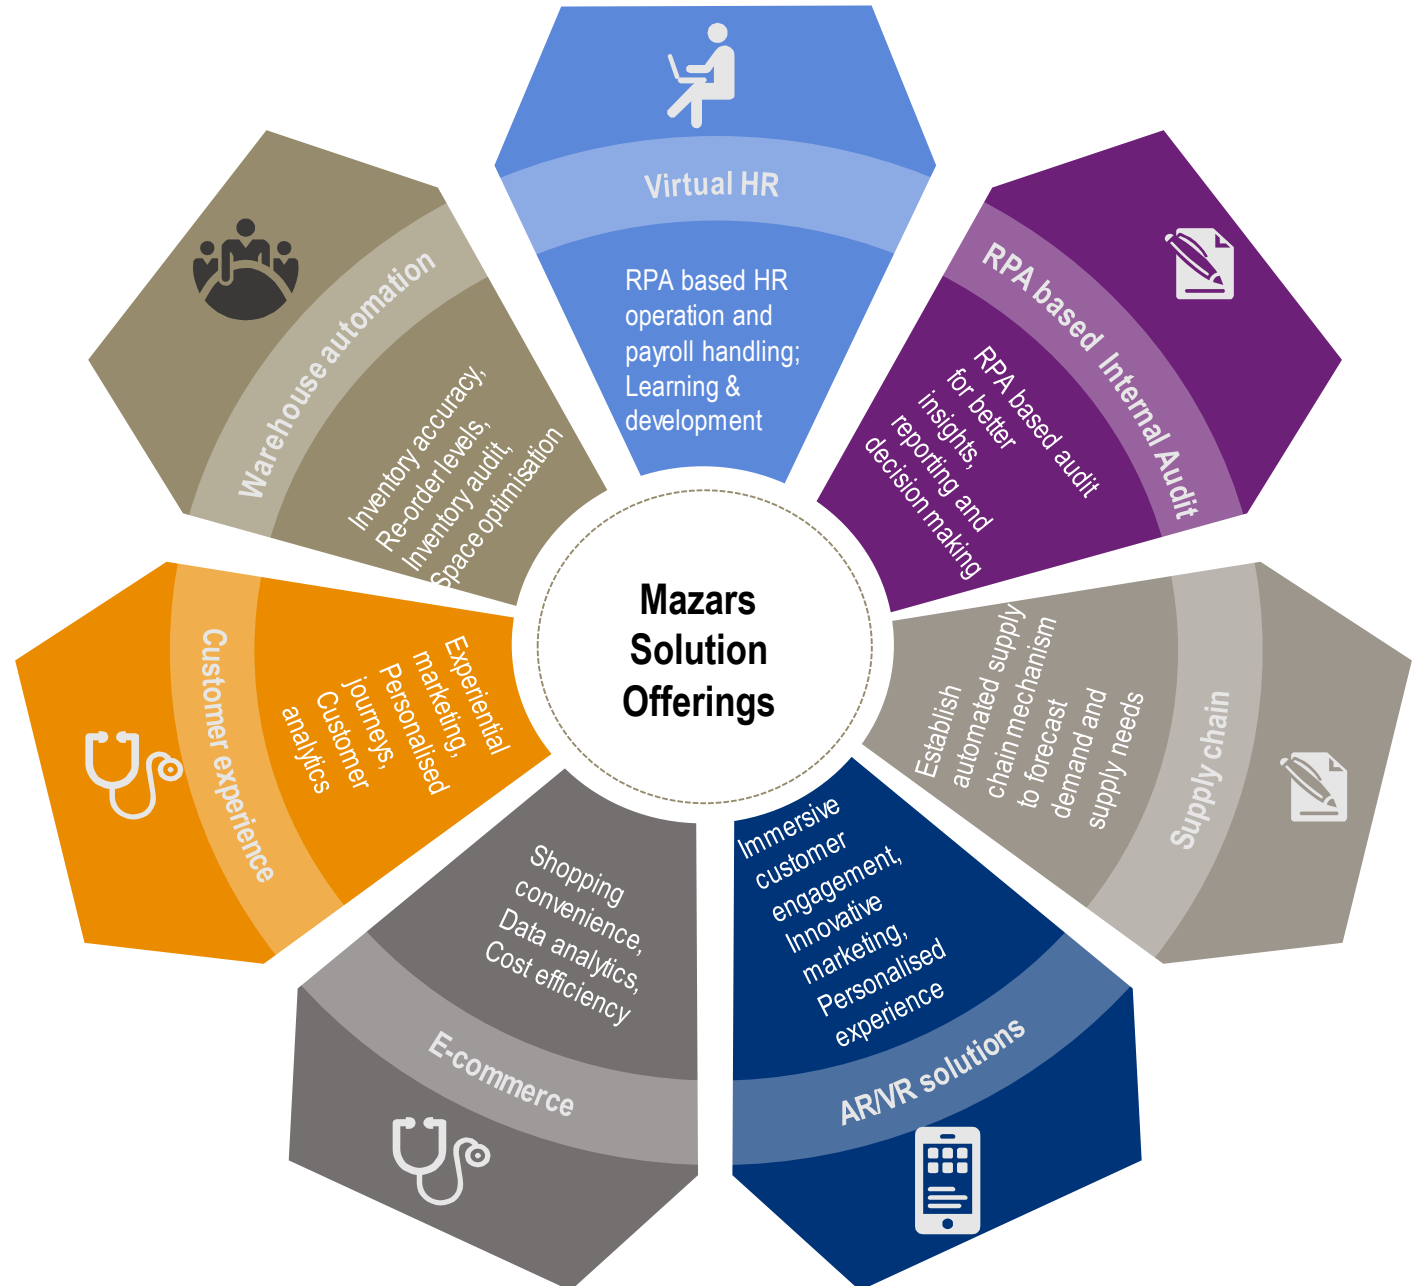 Virtual HR
RPA based HR
operation and
payroll handling;
Learning &
development
RPA based Internal Audit
RPA based audit
for better
insights,
reporting and
decision making
Supply chain
Establish
automated supply
chain mechanism
to forecast
demand and
supply needs
AR/VR solutions
Immersive
customer
engagement,
Innovative
marketing,
Personalised
experience
E-commerce
Shopping
convenience,
Data analytics,
Cost efficiency
Customer experience
Experiential
marketing,
Personalised
journeys,
Customer
analytics
Warehouse automation
Inventory accuracy,
Re-order levels,
Inventory audit,
Space optimisation
Mazars
Solution
Offerings